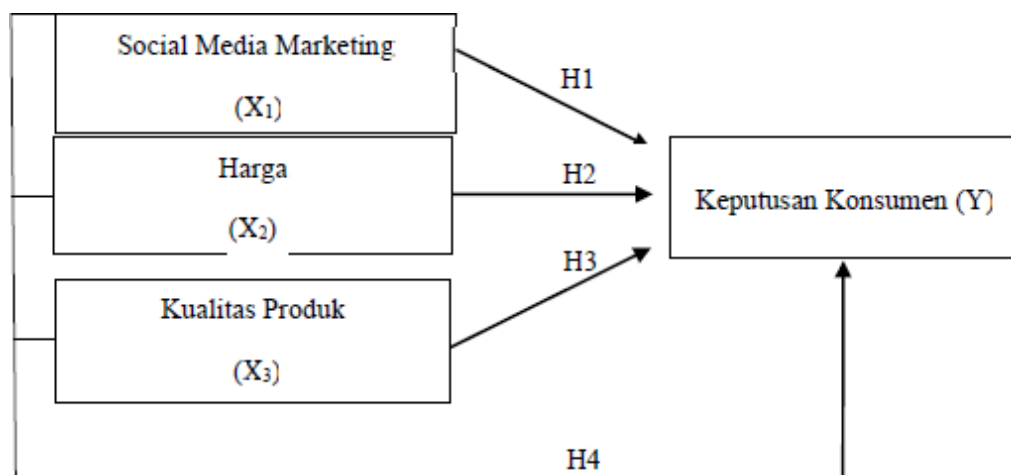 Social Media Marketing
(X₁)
H1
Harga
(X₂)
H2
Keputusan Konsumen (Y)
H3
Kualitas Produk
(X₃)
H4